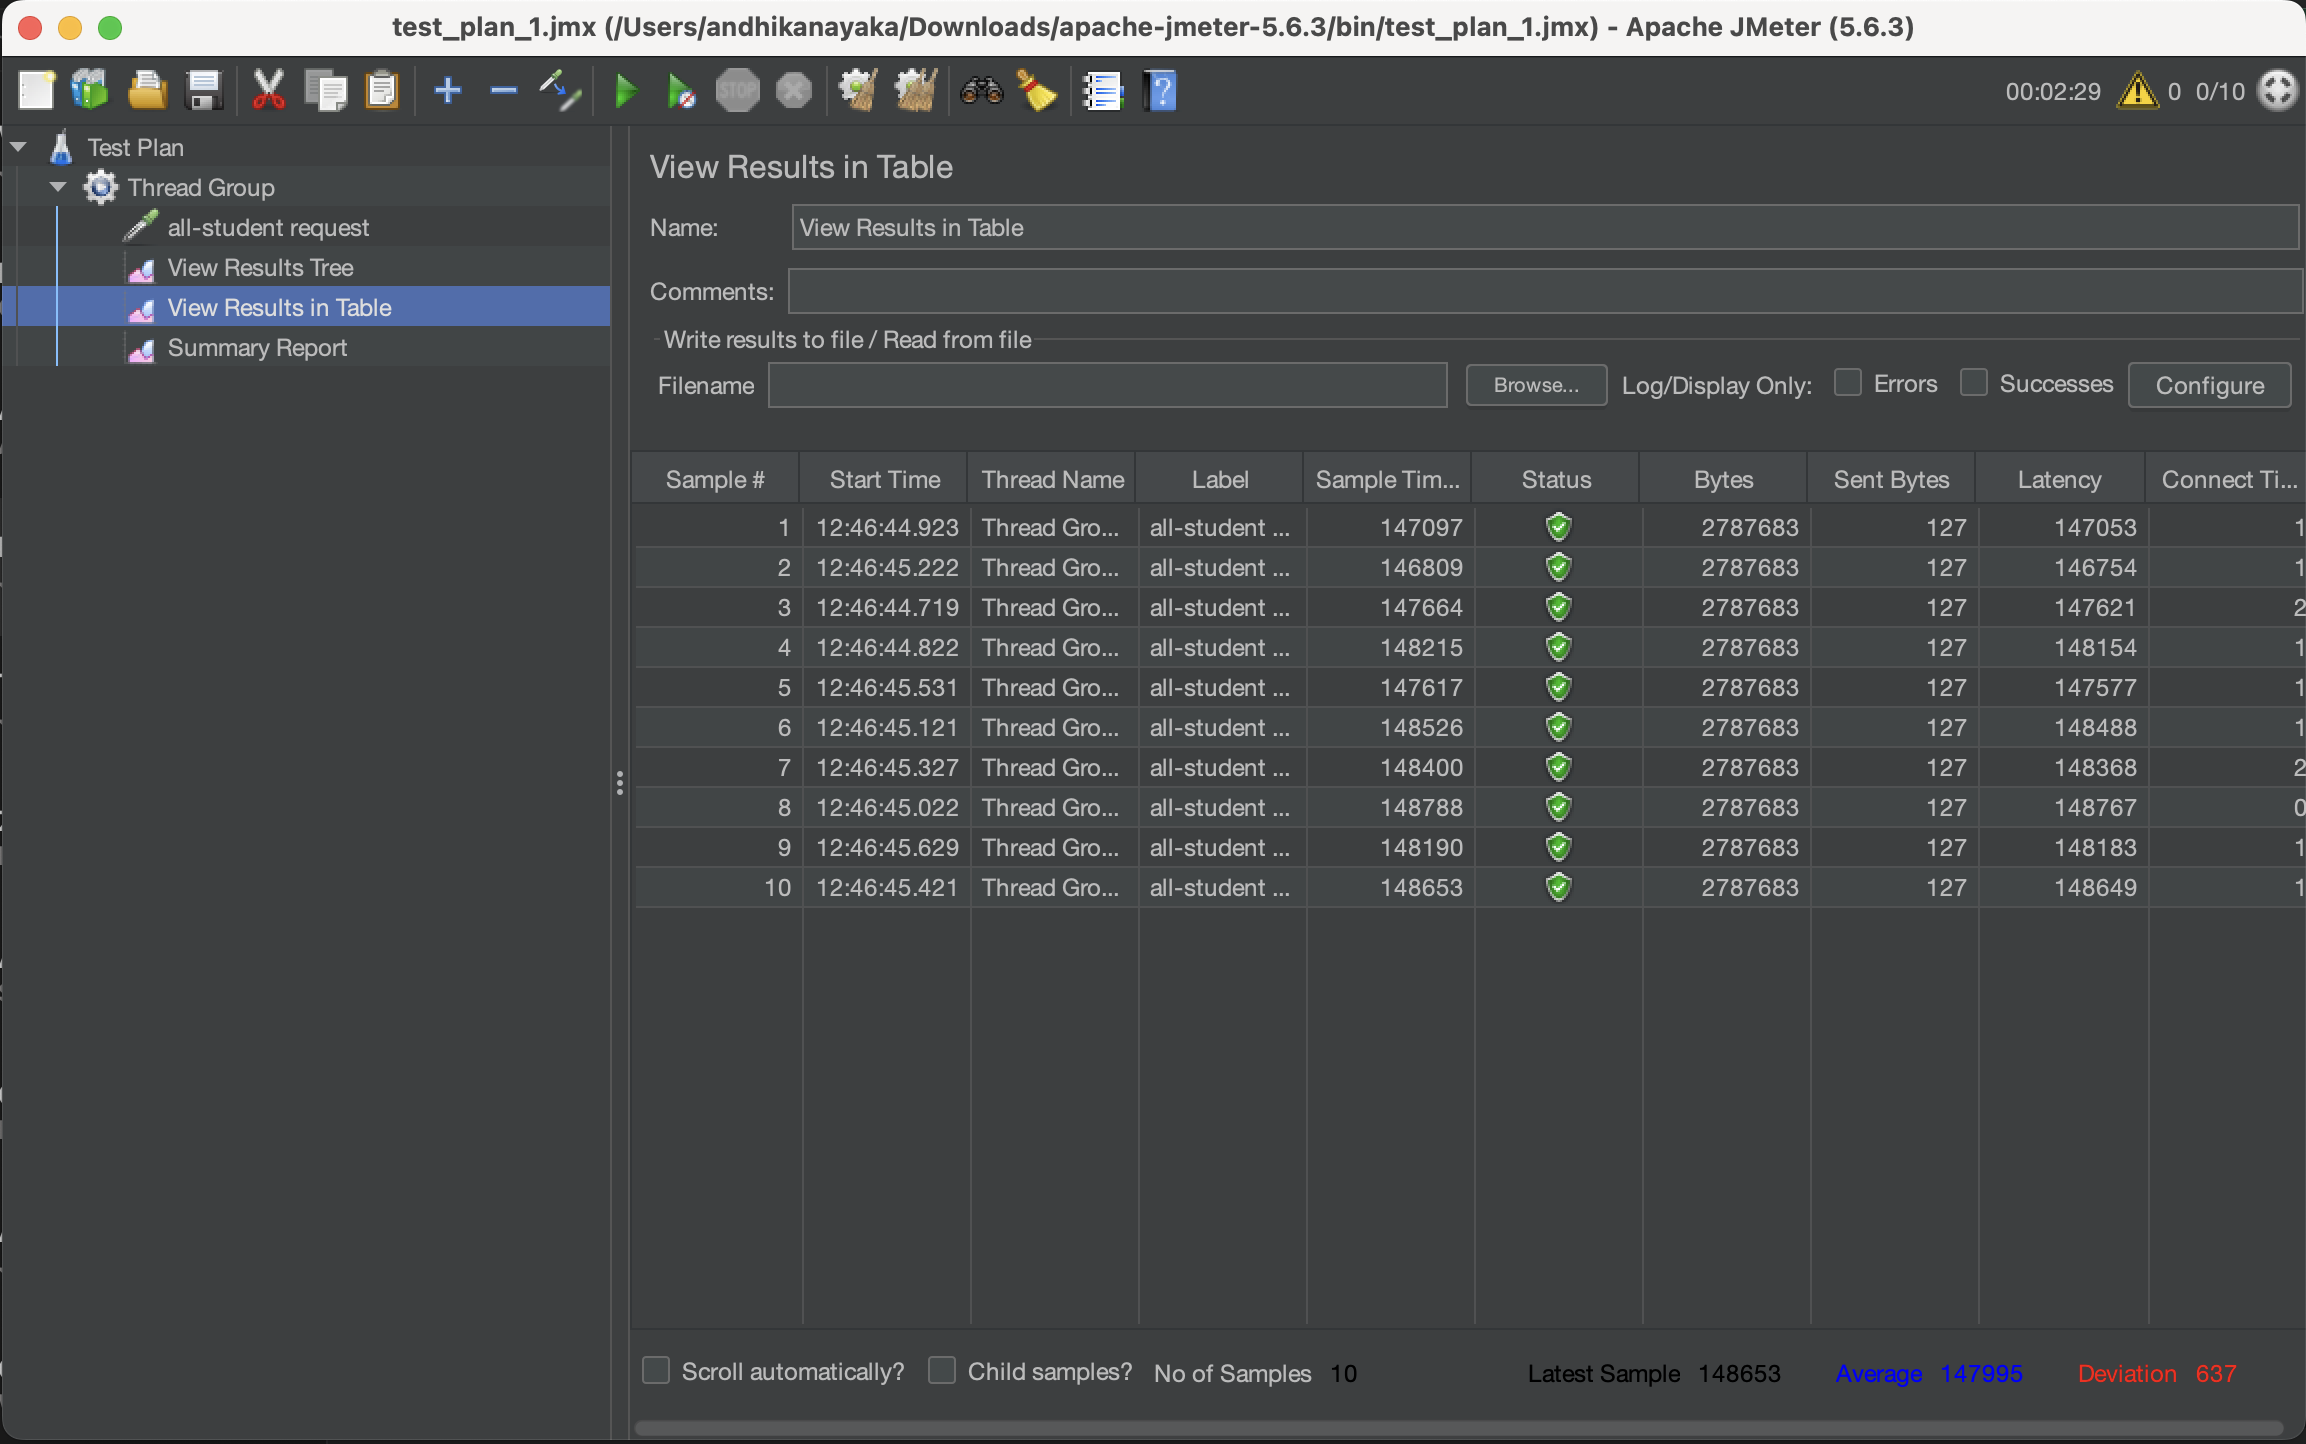 test_plan_1.jmx (/Users/andhikanayaka/Downloads/apache-jmeter-5.6.3/bin/test_plan_1.jmx) - Apache JMeter (5.6.3)
STOP
?
00:02:29 0 0/10
Test Plan
Thread Group
all-student request
View Results Tree
View Results in Table
Summary Report
View Results in Table
Name: View Results in Table
Comments:
Write results to file / Read from file
Filename Browse... Log/Display Only: Errors Successes Configure
Sample # Start Time Thread Name Label Sample Tim... Status Bytes Sent Bytes Latency Connect Ti...
1 12:46:44.923 Thread Gro... all-student ... 147097 2787683 127 147053 1
2 12:46:45.222 Thread Gro... all-student ... 146809 2787683 127 146754 1
3 12:46:44.719 Thread Gro... all-student ... 147664 2787683 127 147621 2
4 12:46:44.822 Thread Gro... all-student ... 148215 2787683 127 148154 1
5 12:46:45.531 Thread Gro... all-student ... 147617 2787683 127 147577 1
6 12:46:45.121 Thread Gro... all-student ... 148526 2787683 127 148488 1
7 12:46:45.327 Thread Gro... all-student ... 148400 2787683 127 148368 2
8 12:46:45.022 Thread Gro... all-student ... 148788 2787683 127 148767 0
9 12:46:45.629 Thread Gro... all-student ... 148190 2787683 127 148183 1
10 12:46:45.421 Thread Gro... all-student ... 148653 2787683 127 148649 1
Scroll automatically? Child samples? No of Samples 10 Latest Sample 148653 Average 147995 Deviation 637